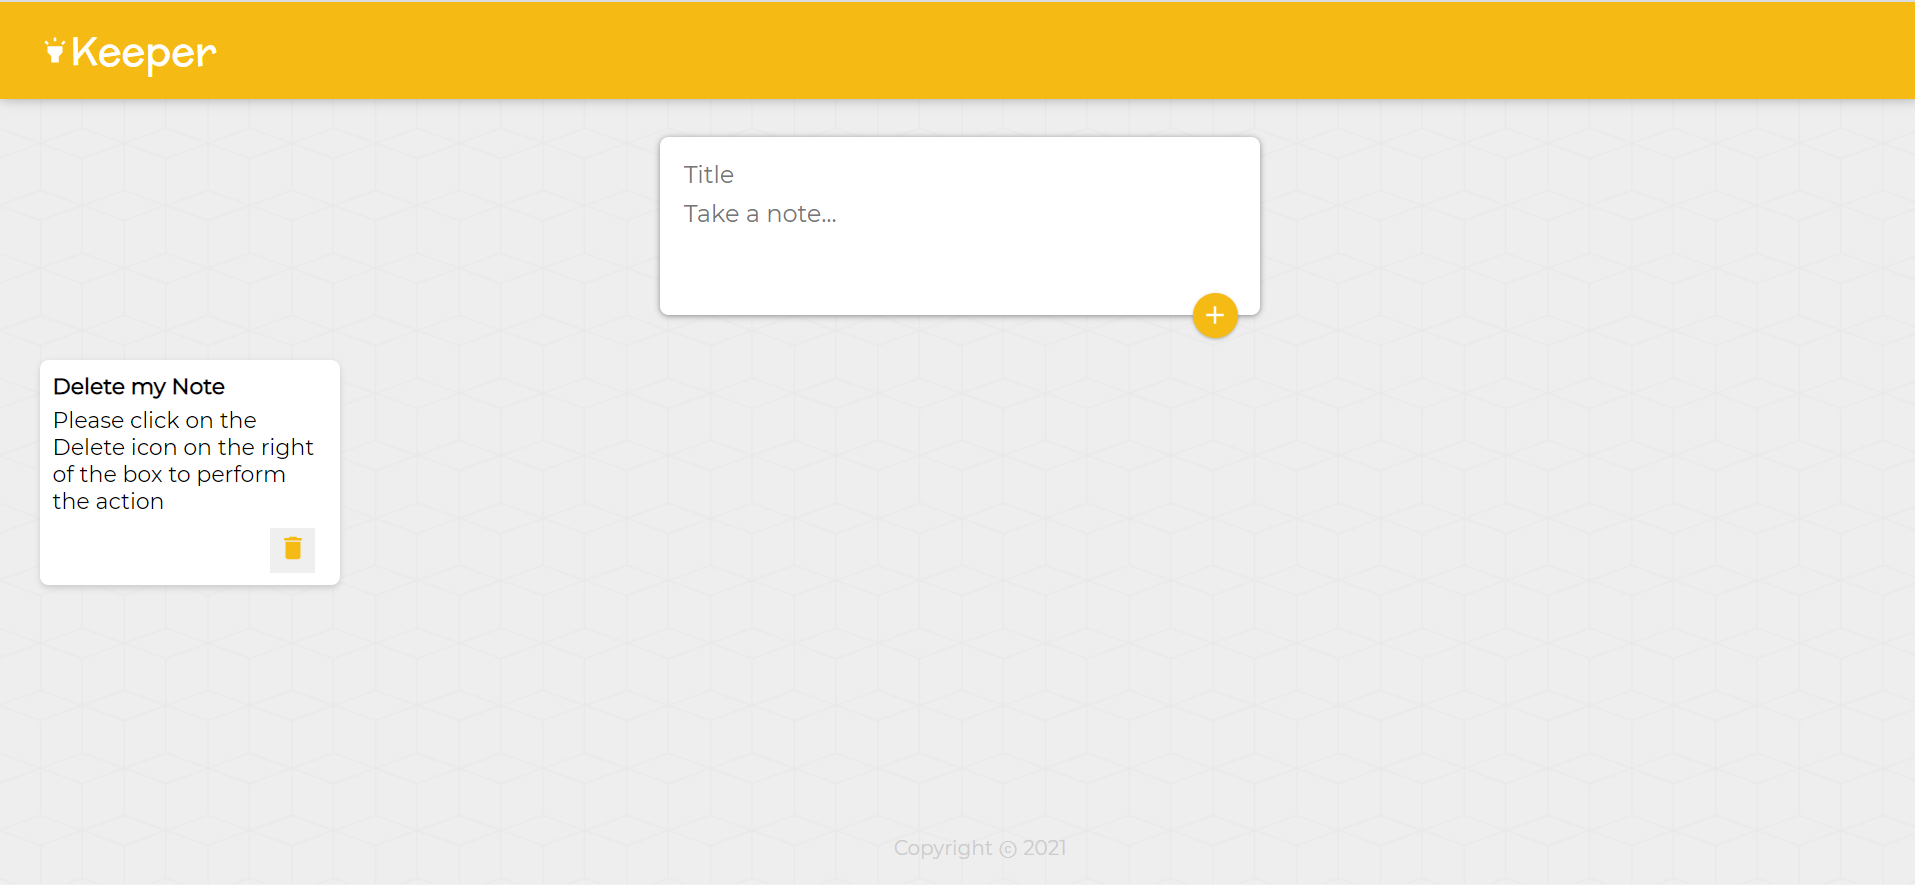 Keeper
Title
Take a note...
Delete my Note
Please click on the
Delete icon on the right
of the box to perform
the action
Copyright © 2021